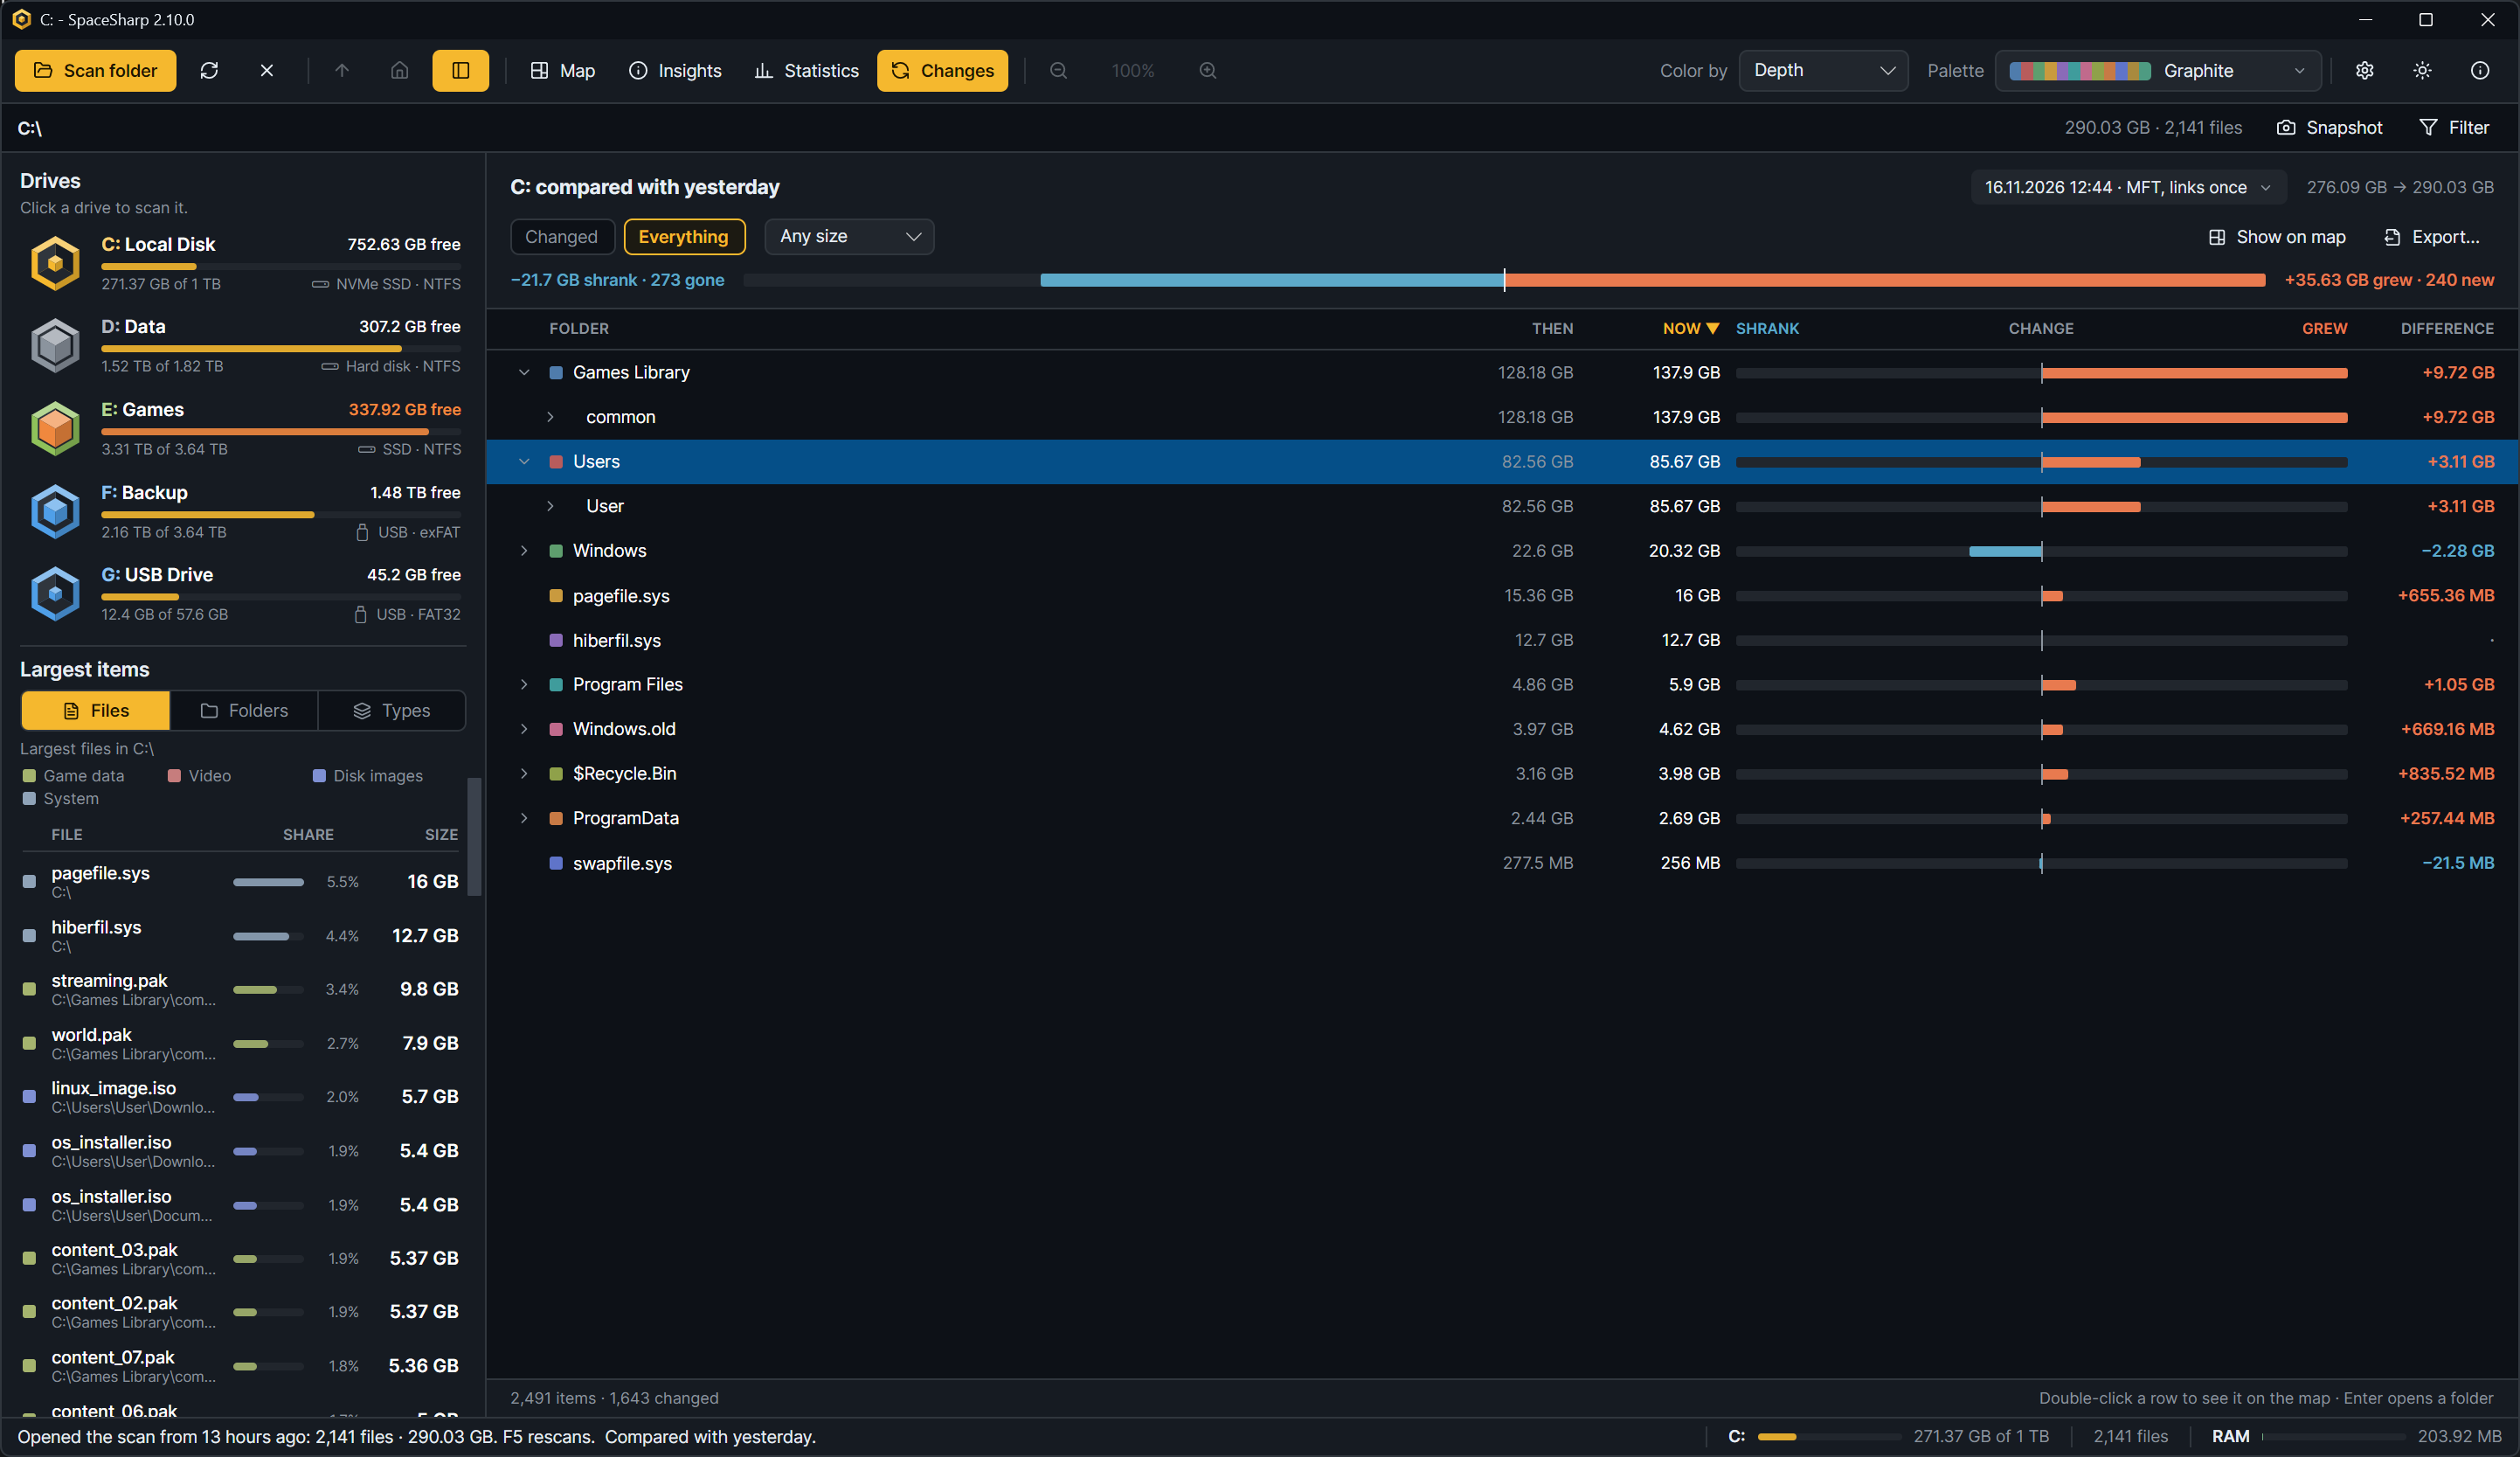 C: - SpaceSharp 2.10.0
Scan folder
Map
Insights
Statistics
Changes
100%
Color by
Depth
Palette
Graphite
C:\
290.03 GB · 2,141 files
Snapshot
Filter
Drives
Click a drive to scan it.
C: Local Disk 752.63 GB free
271.37 GB of 1 TB NVMe SSD · NTFS
D: Data 307.2 GB free
1.52 TB of 1.82 TB Hard disk · NTFS
E: Games 337.92 GB free
3.31 TB of 3.64 TB SSD · NTFS
F: Backup 1.48 TB free
2.16 TB of 3.64 TB USB · exFAT
G: USB Drive 45.2 GB free
12.4 GB of 57.6 GB USB · FAT32
Largest items
Files Folders Types
Largest files in C:\
Game data Video Disk images
System
FILE SHARE SIZE
pagefile.sys 5.5% 16 GB
C:\
hiberfil.sys 4.4% 12.7 GB
C:\
streaming.pak 3.4% 9.8 GB
C:\Games Library\com...
world.pak 2.7% 7.9 GB
C:\Games Library\com...
linux_image.iso 2.0% 5.7 GB
C:\Users\User\Downlo...
os_installer.iso 1.9% 5.4 GB
C:\Users\User\Downlo...
os_installer.iso 1.9% 5.4 GB
C:\Users\User\Docum...
content_03.pak 1.9% 5.37 GB
C:\Games Library\com...
content_02.pak 1.9% 5.37 GB
C:\Games Library\com...
content_07.pak 1.8% 5.36 GB
C:\Games Library\com...
content_06.pak
C: compared with yesterday
16.11.2026 12:44 · MFT, links once 276.09 GB → 290.03 GB
Changed Everything Any size Show on map Export...
−21.7 GB shrank · 273 gone +35.63 GB grew · 240 new
FOLDER THEN NOW ▼ SHRANK CHANGE GREW DIFFERENCE
Games Library 128.18 GB 137.9 GB +9.72 GB
common 128.18 GB 137.9 GB +9.72 GB
Users 82.56 GB 85.67 GB +3.11 GB
User 82.56 GB 85.67 GB +3.11 GB
Windows 22.6 GB 20.32 GB −2.28 GB
pagefile.sys 15.36 GB 16 GB +655.36 MB
hiberfil.sys 12.7 GB 12.7 GB ·
Program Files 4.86 GB 5.9 GB +1.05 GB
Windows.old 3.97 GB 4.62 GB +669.16 MB
$Recycle.Bin 3.16 GB 3.98 GB +835.52 MB
ProgramData 2.44 GB 2.69 GB +257.44 MB
swapfile.sys 277.5 MB 256 MB −21.5 MB
2,491 items · 1,643 changed
Double-click a row to see it on the map · Enter opens a folder
Opened the scan from 13 hours ago: 2,141 files · 290.03 GB. F5 rescans. Compared with yesterday.
C: 271.37 GB of 1 TB 2,141 files RAM 203.92 MB